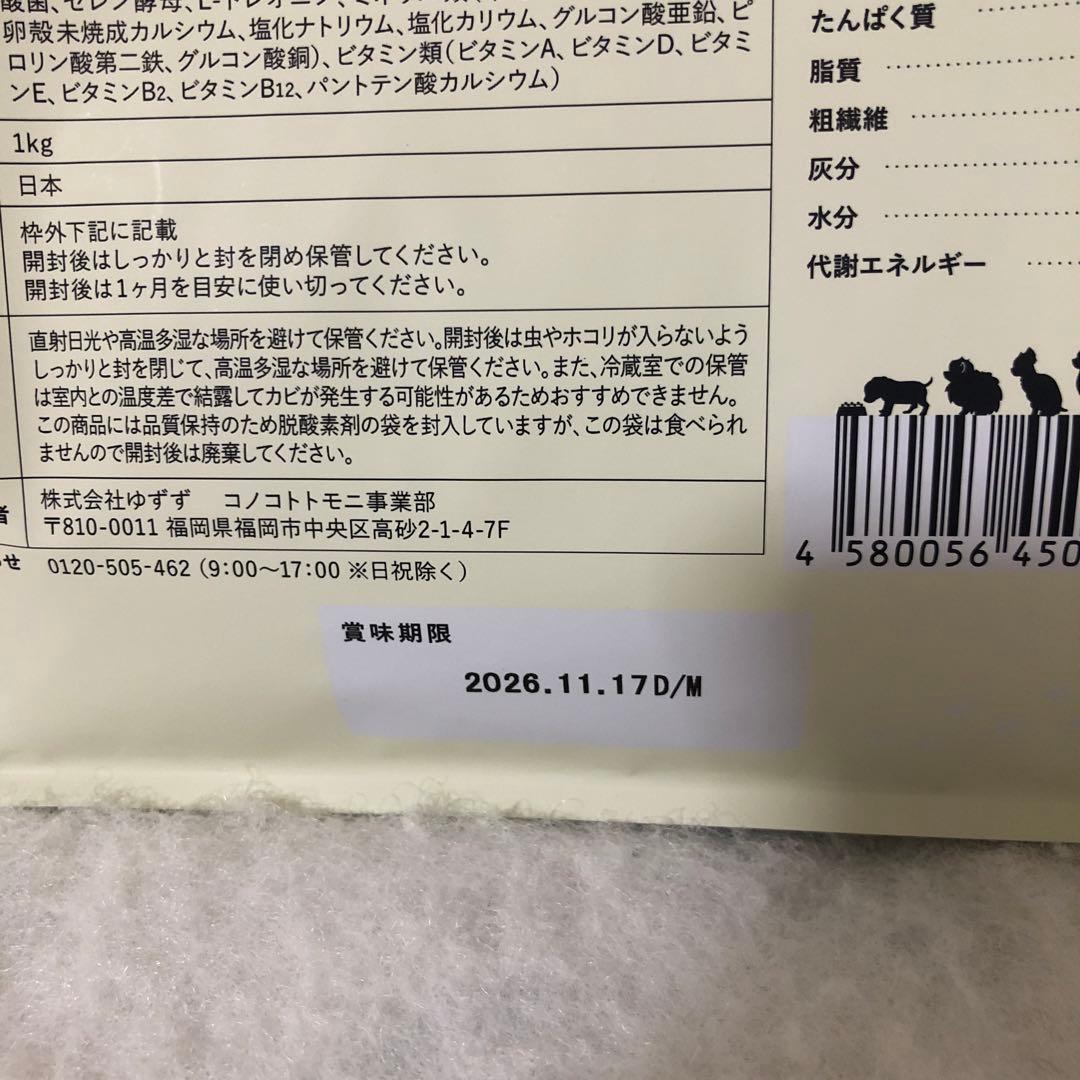 卵殻未焼成カルシウム、塩化ナトリウム、塩化カリウム、グルコン酸亜鉛、ピ
ロリン酸第二鉄、グルコン酸銅)、ビタミン類(ビタミンA、ビタミンD、ビタミ
ンE、ビタミンB2、ビタミンB12、パントテン酸カルシウム)
1kg
日本
枠外下記に記載
開封後はしっかりと封を閉め保管してください。
開封後は1ヶ月を目安に使い切ってください。
直射日光や高温多湿な場所を避けて保管ください。開封後は虫やホコリが入らないよう
しっかりと封を閉じて、高温多湿な場所を避けて保管ください。また、冷蔵室での保管
は室内との温度差で結露してカビが発生する可能性があるためおすすめできません。
この商品には品質保持のため脱酸素剤の袋を封入していますが、この袋は食べられ
ませんので開封後は廃棄してください。
者
株式会社ゆずず コノコトトモニ事業部
〒810-0011 福岡県福岡市中央区高砂2-1-4-7F
せ 0120-505-462 (9:00〜17:00 ※日祝除く)
賞味期限
2026.11.17D/M
たんぱく質
脂質
粗繊維
灰分
水分
代謝エネルギー
4 580056 450